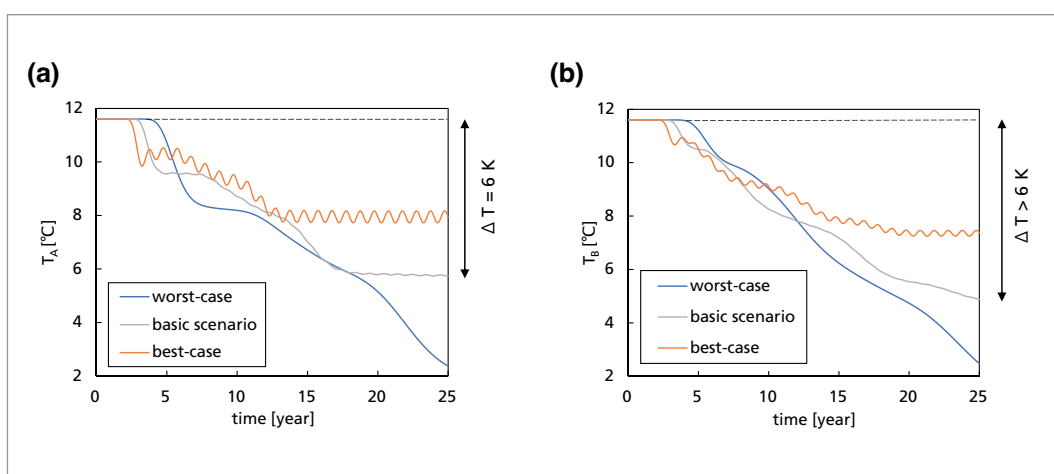 (a)
12
10
8
6
4
2
T_A [°C]
worst-case
basic scenario
best-case
0 5 10 15 20 25
time [year]
Δ T = 6 K
(b)
12
10
8
6
4
2
T_B [°C]
worst-case
basic scenario
best-case
0 5 10 15 20 25
time [year]
Δ T > 6 K